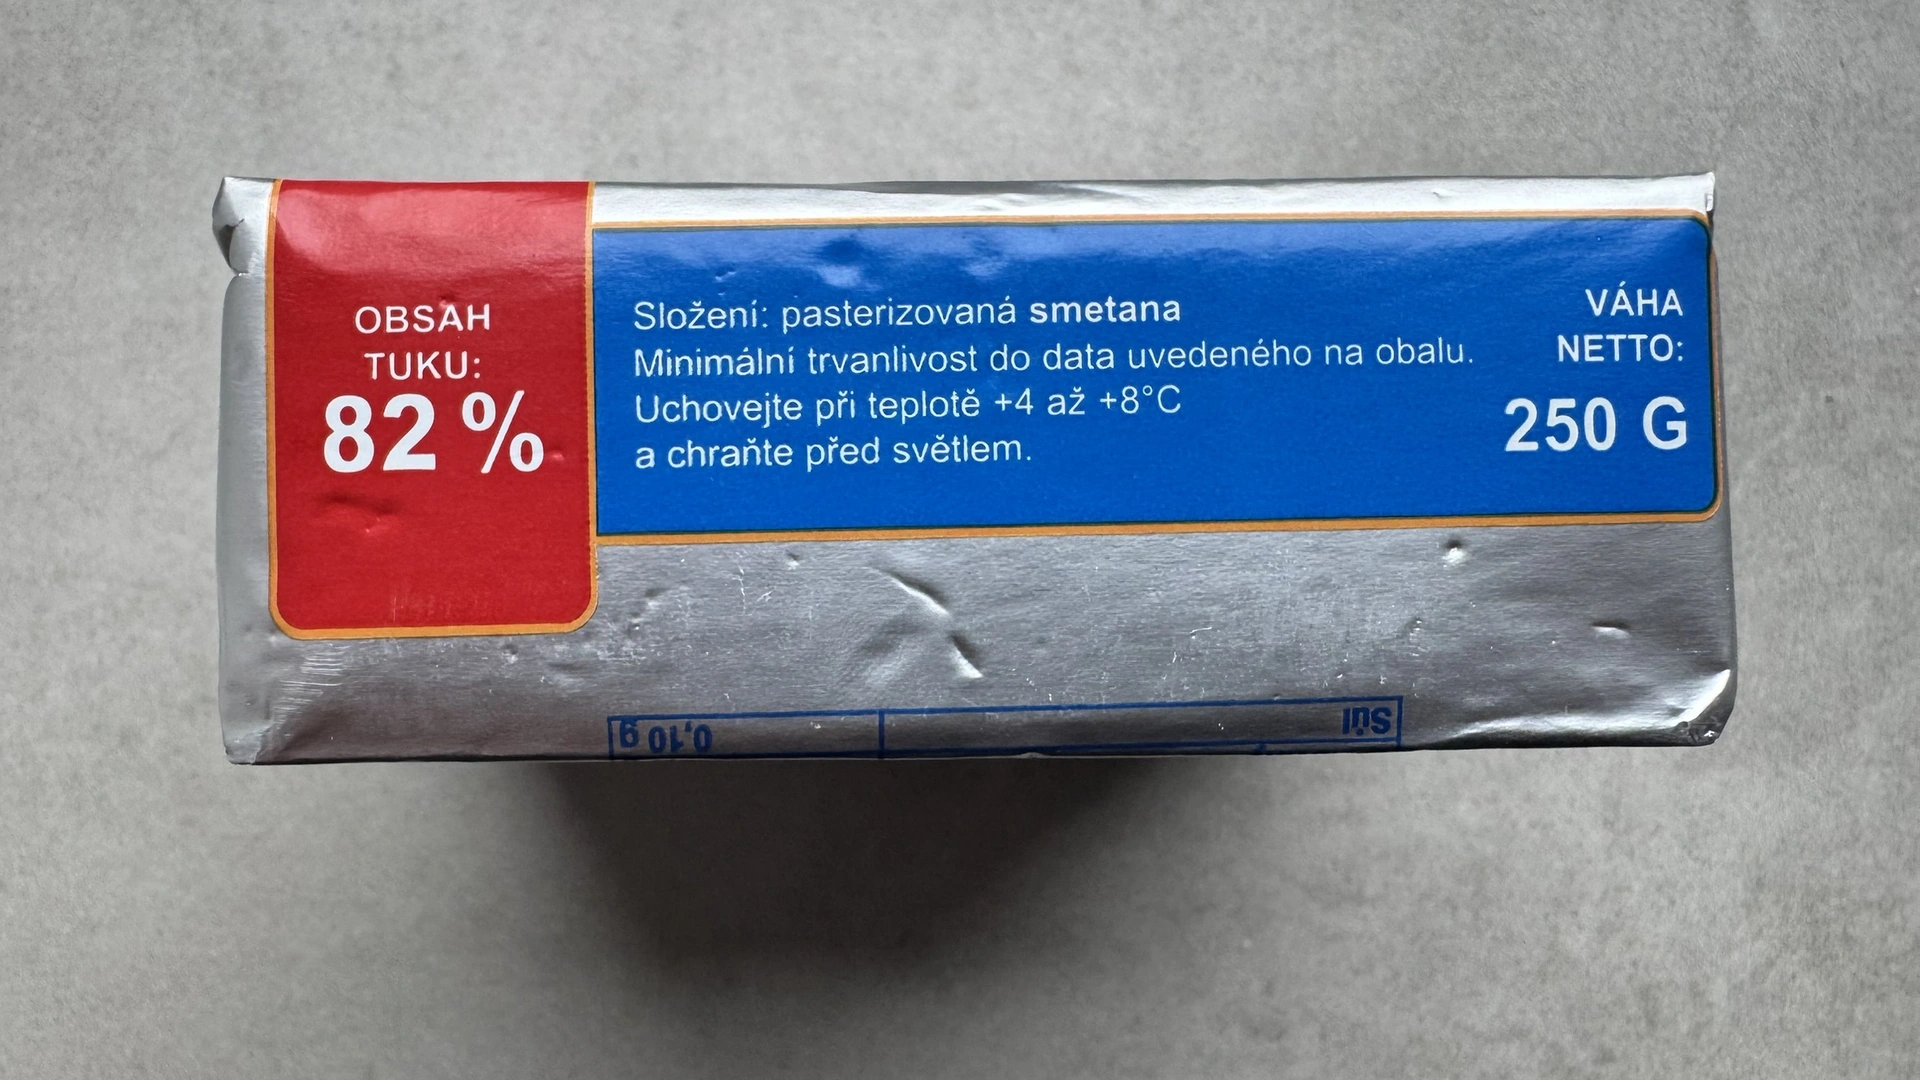 OBSAH
TUKU:
82 %
Složení: pasterizovaná smetana
Minimální trvanlivost do data uvedeného na obalu.
Uchovejte při teplotě +4 až +8°C
a chraňte před světlem.
VÁHA
NETTO:
250 G
Sůl 0,10 g